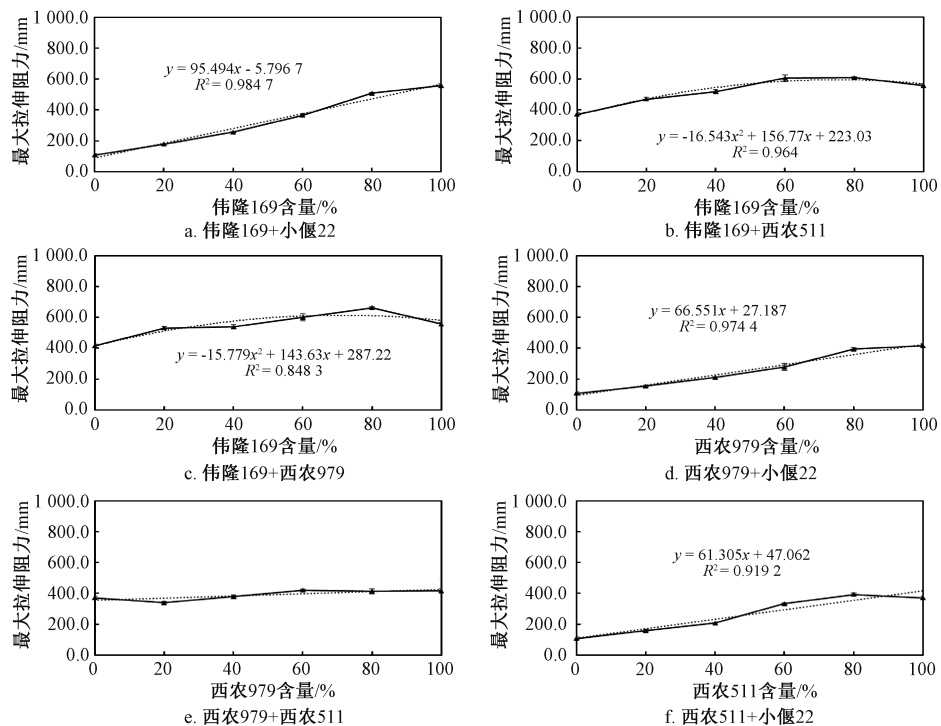 1 000.0
800.0
600.0
400.0
200.0
0.0
最大拉伸阻力/mm
y = 95.494x - 5.796 7
R² = 0.984 7
0 20 40 60 80 100
伟隆169含量/%
a. 伟隆169+小偃22
1 000.0
800.0
600.0
400.0
200.0
0.0
最大拉伸阻力/mm
y = -16.543x² + 156.77x + 223.03
R² = 0.964
0 20 40 60 80 100
伟隆169含量/%
b. 伟隆169+西农511
1 000.0
800.0
600.0
400.0
200.0
0.0
最大拉伸阻力/mm
y = -15.779x² + 143.63x + 287.22
R² = 0.848 3
0 20 40 60 80 100
伟隆169含量/%
c. 伟隆169+西农979
1 000.0
800.0
600.0
400.0
200.0
0.0
最大拉伸阻力/mm
y = 66.551x + 27.187
R² = 0.974 4
0 20 40 60 80 100
西农979含量/%
d. 西农979+小偃22
1 000.0
800.0
600.0
400.0
200.0
0.0
最大拉伸阻力/mm
0 20 40 60 80 100
西农979含量/%
e. 西农979+西农511
1 000.0
800.0
600.0
400.0
200.0
0.0
最大拉伸阻力/mm
y = 61.305x + 47.062
R² = 0.919 2
0 20 40 60 80 100
西农511含量/%
f. 西农511+小偃22